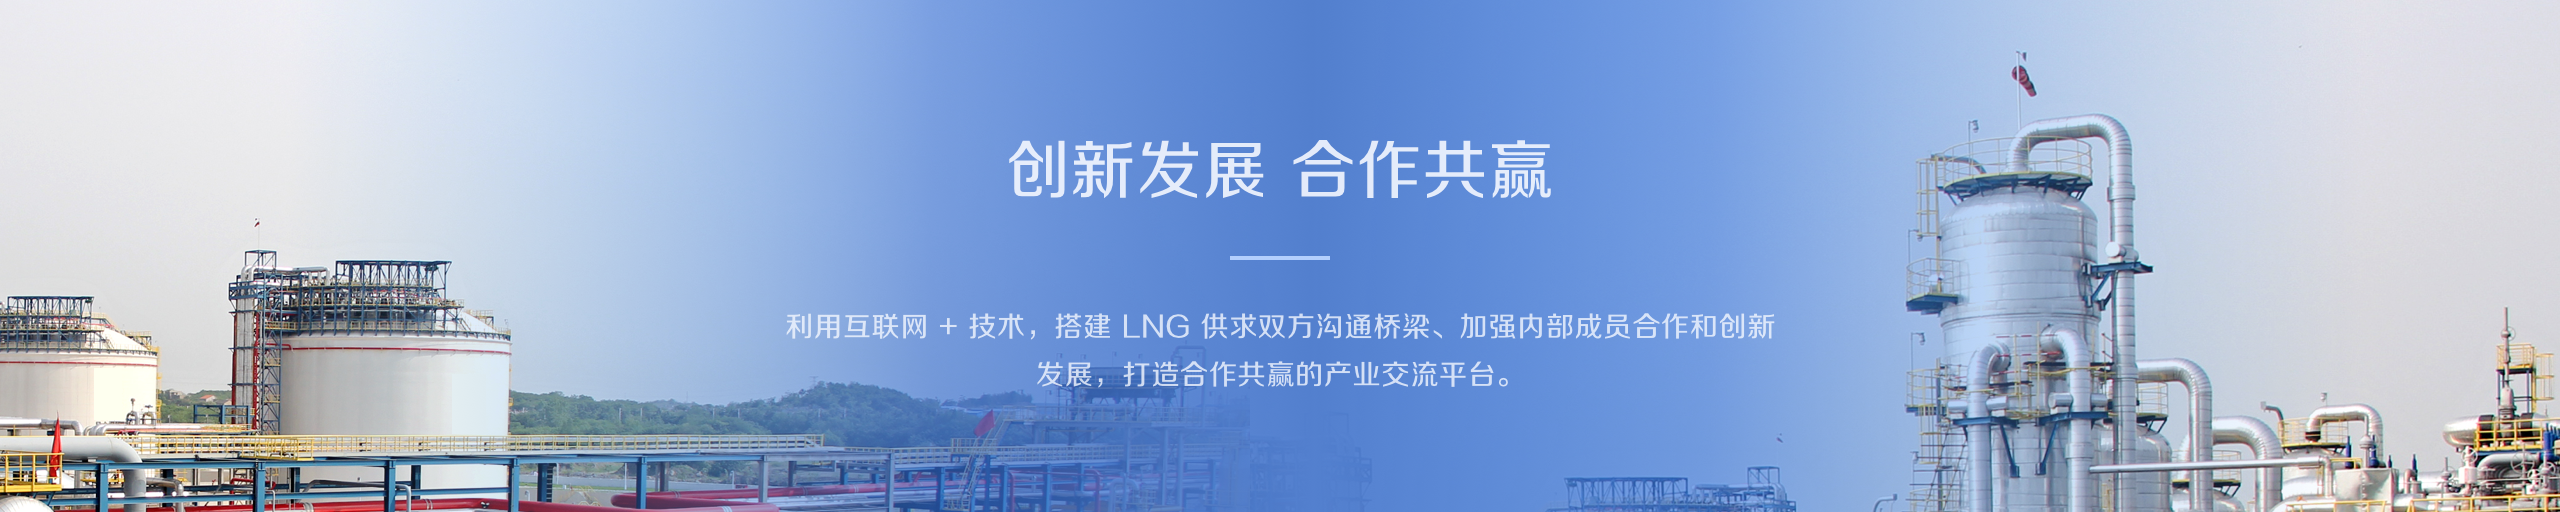 创新发展 合作共赢
利用互联网 + 技术，搭建 LNG 供求双方沟通桥梁、加强内部成员合作和创新
发展，打造合作共赢的产业交流平台。